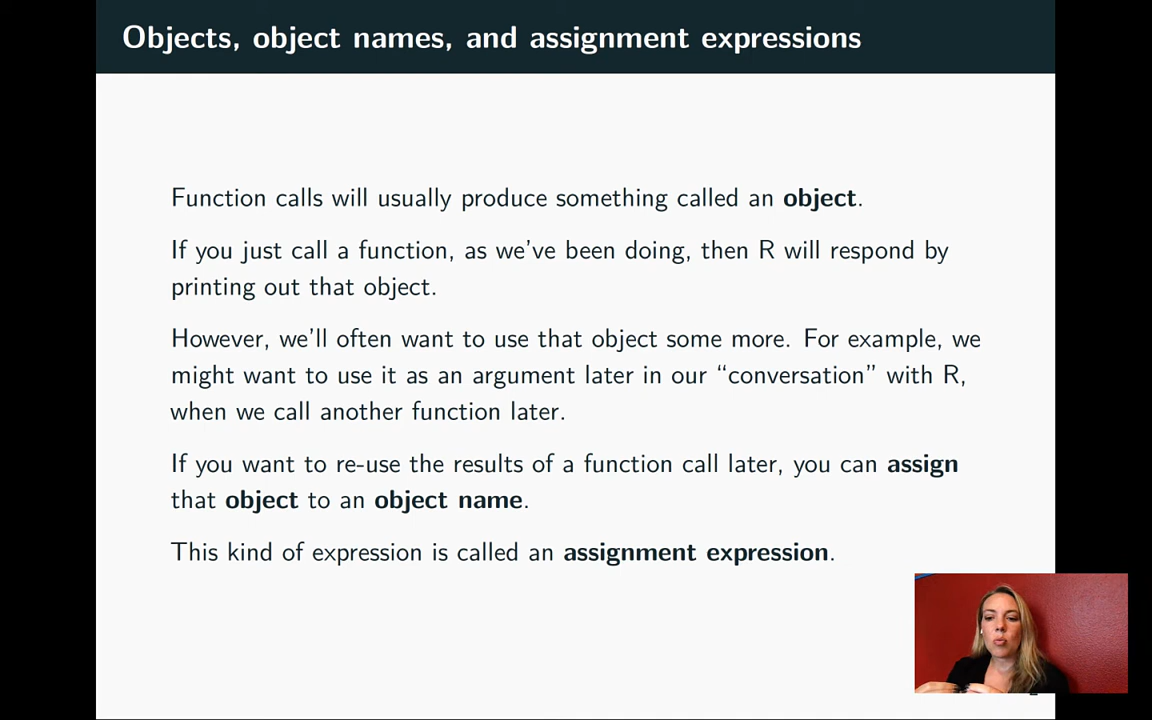 Objects, object names, and assignment expressions
Function calls will usually produce something called an object.
If you just call a function, as we’ve been doing, then R will respond by
printing out that object.
However, we’ll often want to use that object some more. For example, we
might want to use it as an argument later in our “conversation” with R,
when we call another function later.
If you want to re-use the results of a function call later, you can assign
that object to an object name.
This kind of expression is called an assignment expression.